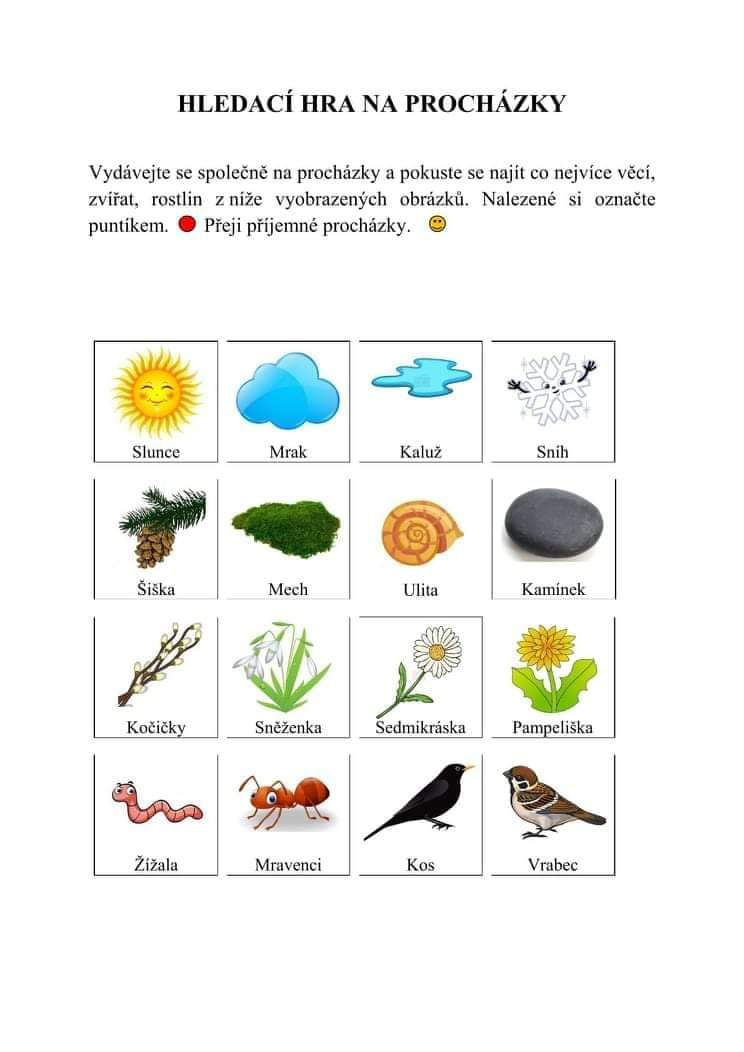 HLEDACÍ HRA NA PROCHÁZKY
Vydávejte se společně na procházky a pokuste se najít co nejvíce věcí,
zvířat, rostlin z níže vyobrazených obrázků. Nalezené si označte
puntíkem. Přeji příjemné procházky.
Slunce Mrak Kaluž Sníh
Šiška Mech Ulita Kamínek
Kočičky Sněženka Sedmikráska Pampeliška
Žížala Mravenci Kos Vrabec